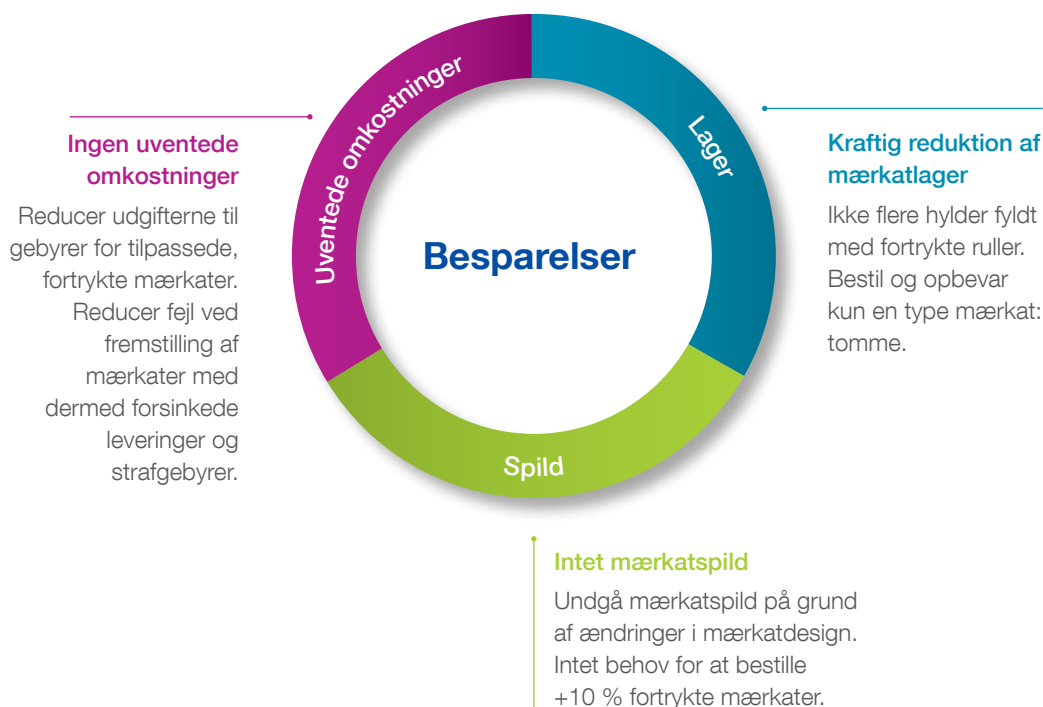 Uventede omkostninger
Lager
Spild
Besparelser
Ingen uventede
omkostninger
Reducer udgifterne til
gebyrer for tilpassede,
fortrykte mærkater.
Reducer fejl ved
fremstilling af
mærkater med
dermed forsinkede
leveringer og
strafgebyrer.
Kraftig reduktion af
mærkatlager
Ikke flere hylder fyldt
med fortrykte ruller.
Bestil og opbevar
kun en type mærkat:
tomme.
Intet mærkatspild
Undgå mærkatspild på grund
af ændringer i mærkatdesign.
Intet behov for at bestille
+10 % fortrykte mærkater.